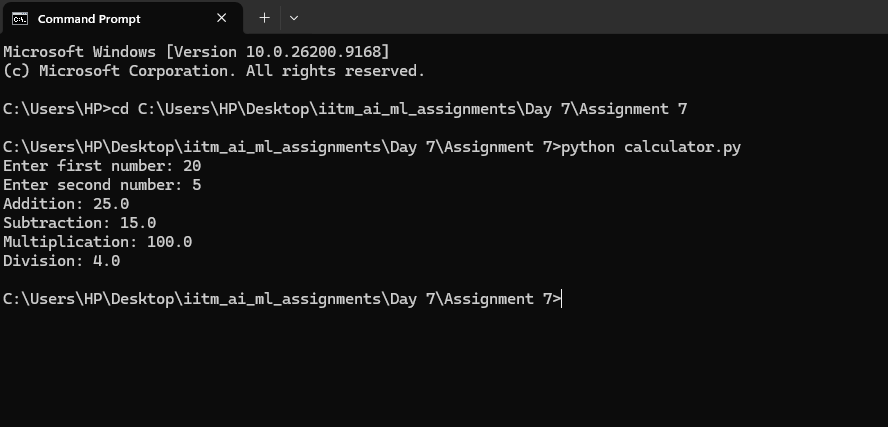 Command Prompt
Microsoft Windows [Version 10.0.26200.9168]
(c) Microsoft Corporation. All rights reserved.
C:\Users\HP>cd C:\Users\HP\Desktop\iitm_ai_ml_assignments\Day 7\Assignment 7
C:\Users\HP\Desktop\iitm_ai_ml_assignments\Day 7\Assignment 7>python calculator.py
Enter first number: 20
Enter second number: 5
Addition: 25.0
Subtraction: 15.0
Multiplication: 100.0
Division: 4.0
C:\Users\HP\Desktop\iitm_ai_ml_assignments\Day 7\Assignment 7>